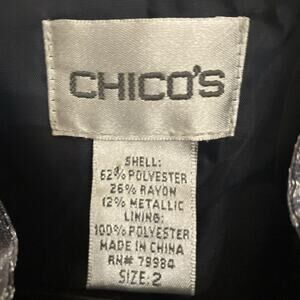 CHICO'S
SHELL:
62% POLYESTER
26% RAYON
12% METALLIC
LINING:
100% POLYESTER
MADE IN CHINA
RN# 79984
SIZE: 2